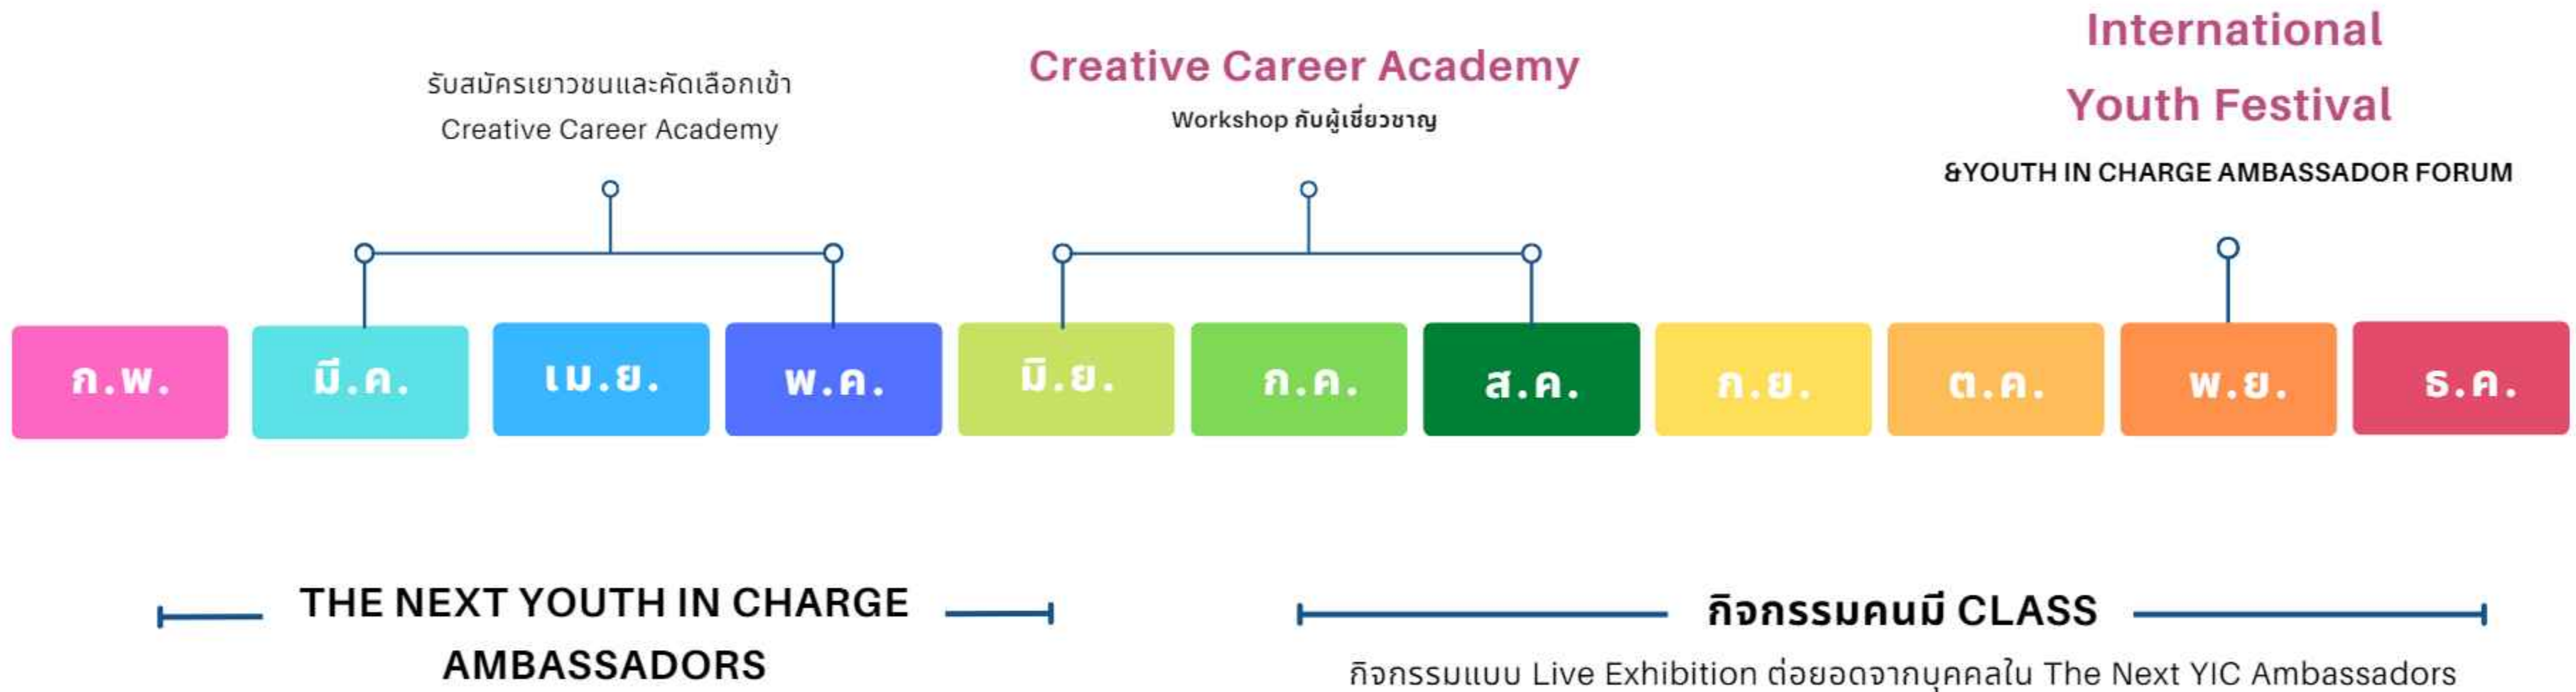 International
Youth Festival
&YOUTH IN CHARGE AMBASSADOR FORUM
Creative Career Academy
Workshop กับผู้เชี่ยวชาญ
รับสมัครเยาวชนและคัดเลือกเข้า
Creative Career Academy
ก.พ.
มี.ค.
เม.ย.
พ.ค.
มิ.ย.
ก.ค.
ส.ค.
ก.ย.
ต.ค.
พ.ย.
ธ.ค.
THE NEXT YOUTH IN CHARGE
AMBASSADORS
กิจกรรมคนมี CLASS
กิจกรรมแบบ Live Exhibition ต่อยอดจากบุคคลใน The Next YIC Ambassadors